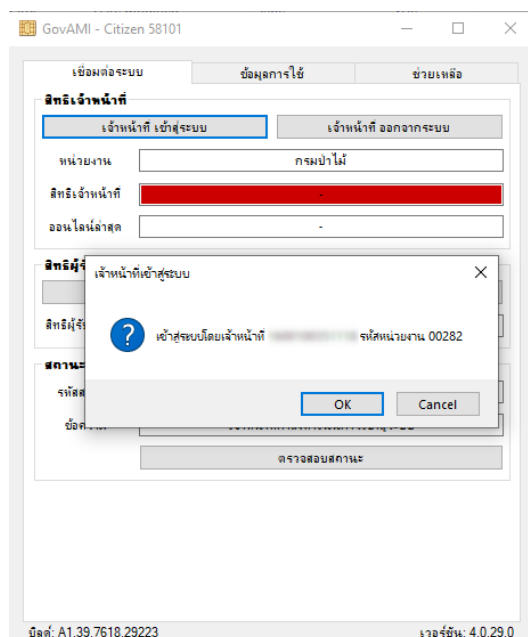 GovAMI - Citizen 58101
เชื่อมต่อระบบ ข้อมูลการใช้ ช่วยเหลือ
สิทธิเจ้าหน้าที่
เจ้าหน้าที่ เข้าสู่ระบบ เจ้าหน้าที่ ออกจากระบบ
หน่วยงาน กรมป่าไม้
สิทธิเจ้าหน้าที่ -
ออนไลน์ล่าสุด -
เจ้าหน้าที่เข้าสู่ระบบ
เข้าสู่ระบบโดยเจ้าหน้าที่ รหัสหน่วยงาน 00282
OK Cancel
ตรวจสอบสถานะ
บิลด์: A1.39.7618.29223 เวอร์ชัน: 4.0.29.0